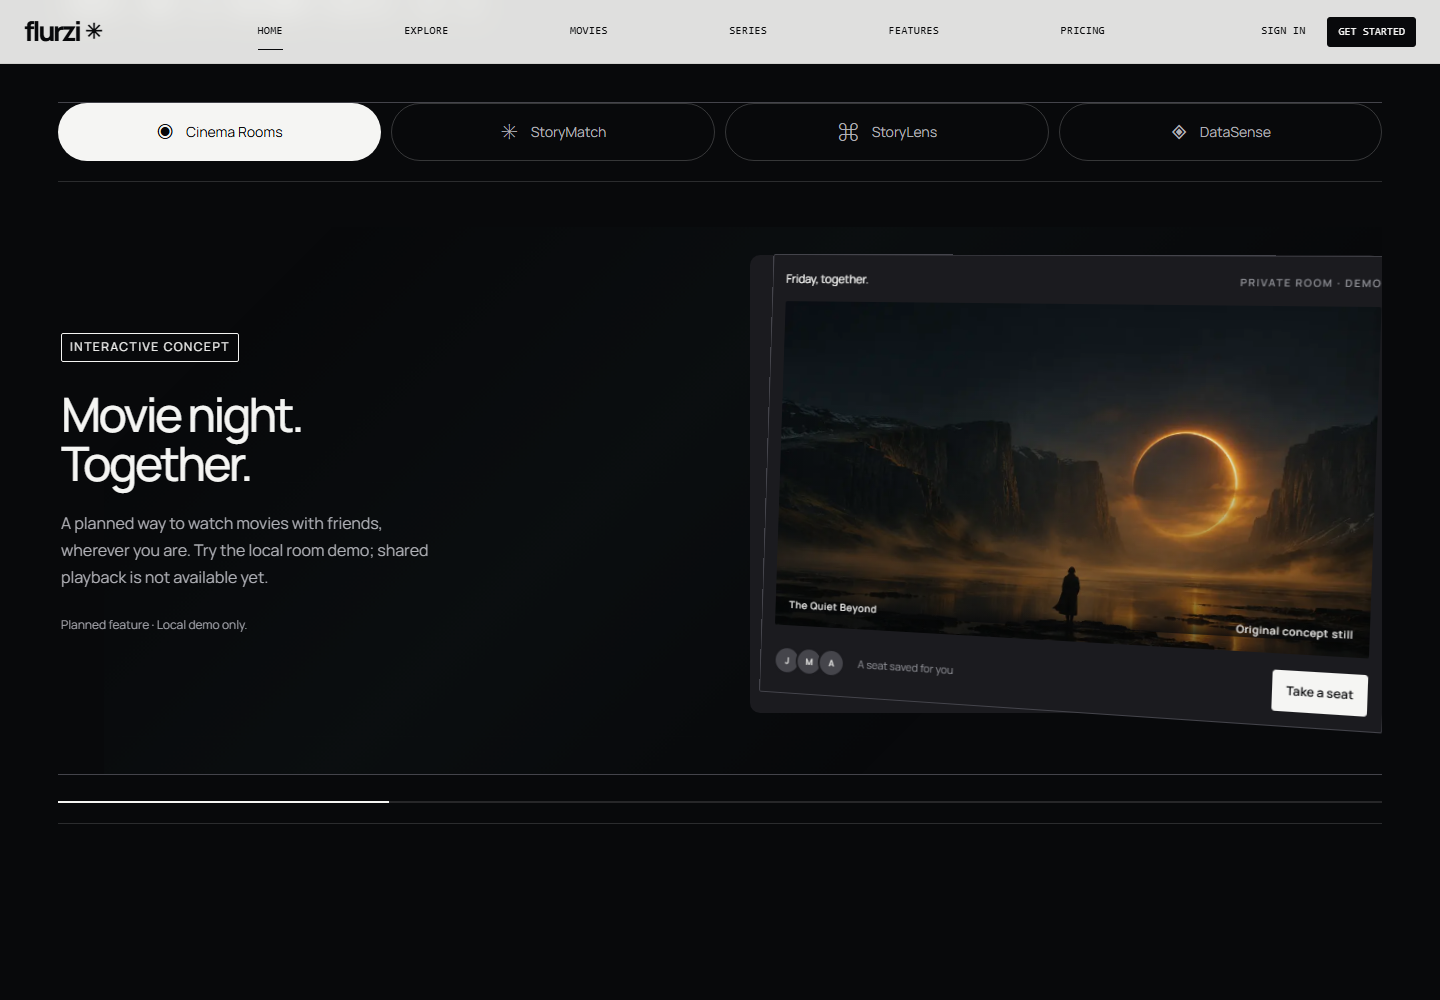 flurzi
HOME
EXPLORE
MOVIES
SERIES
FEATURES
PRICING
SIGN IN
GET STARTED
Cinema Rooms
StoryMatch
StoryLens
DataSense
INTERACTIVE CONCEPT
Movie night.
Together.
A planned way to watch movies with friends,
wherever you are. Try the local room demo; shared
playback is not available yet.
Planned feature · Local demo only.
Friday, together.
PRIVATE ROOM · DEMO
The Quiet Beyond
Original concept still
J M A
A seat saved for you
Take a seat